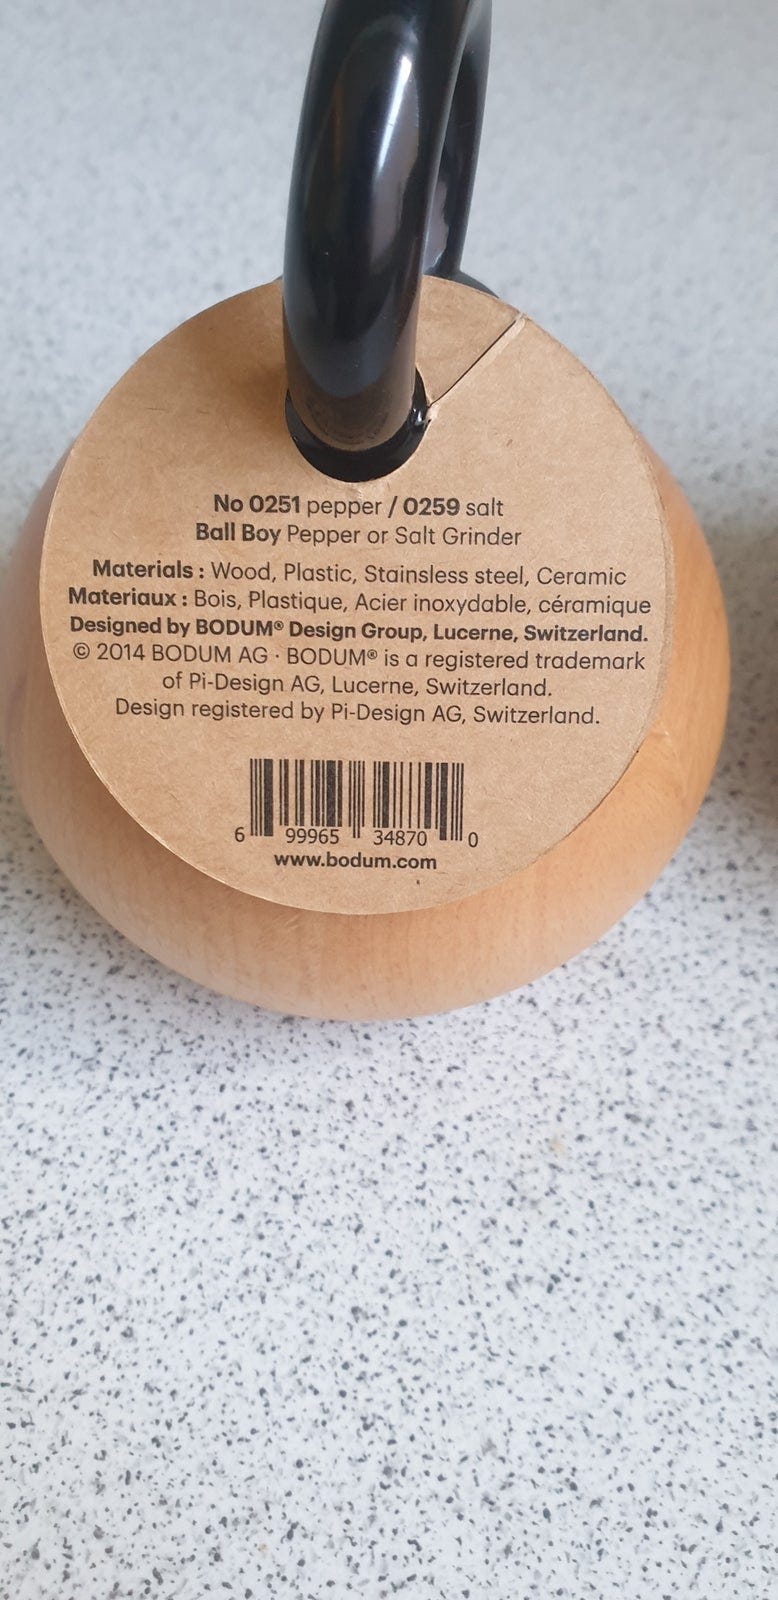 No 0251 pepper / 0259 salt
Ball Boy Pepper or Salt Grinder
Materials : Wood, Plastic, Stainsless steel, Ceramic
Materiaux : Bois, Plastique, Acier inoxydable, céramique
Designed by BODUM® Design Group, Lucerne, Switzerland.
© 2014 BODUM AG · BODUM® is a registered trademark
of Pi-Design AG, Lucerne, Switzerland.
Design registered by Pi-Design AG, Switzerland.
6 99965 34870 0
www.bodum.com